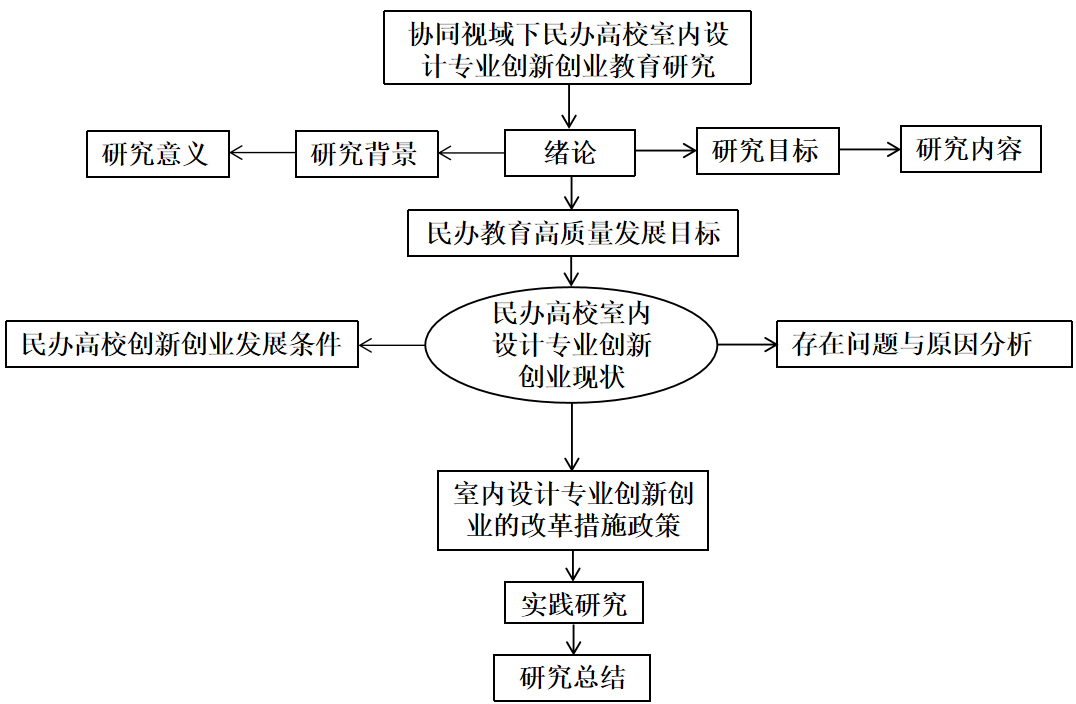 协同视域下民办高校室内设
计专业创新创业教育研究
研究意义
研究背景
绪论
研究目标
研究内容
民办教育高质量发展目标
民办高校创新创业发展条件
民办高校室内
设计专业创新
创业现状
存在问题与原因分析
室内设计专业创新创
业的改革措施政策
实践研究
研究总结